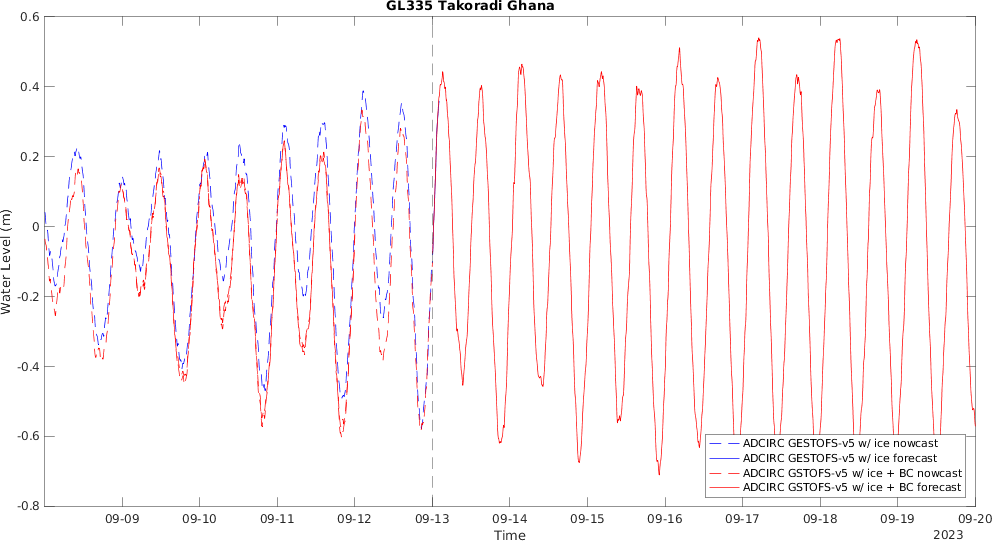 GL335 Takoradi Ghana
0.6
0.4
0.2
0
-0.2
-0.4
-0.6
-0.8
Water Level (m)
ADCIRC GESTOFS-v5 w/ ice nowcast
ADCIRC GESTOFS-v5 w/ ice forecast
ADCIRC GSTOFS-v5 w/ ice + BC nowcast
ADCIRC GSTOFS-v5 w/ ice + BC forecast
09-09 09-10 09-11 09-12 09-13 09-14 09-15 09-16 09-17 09-18 09-19 09-20
Time
2023